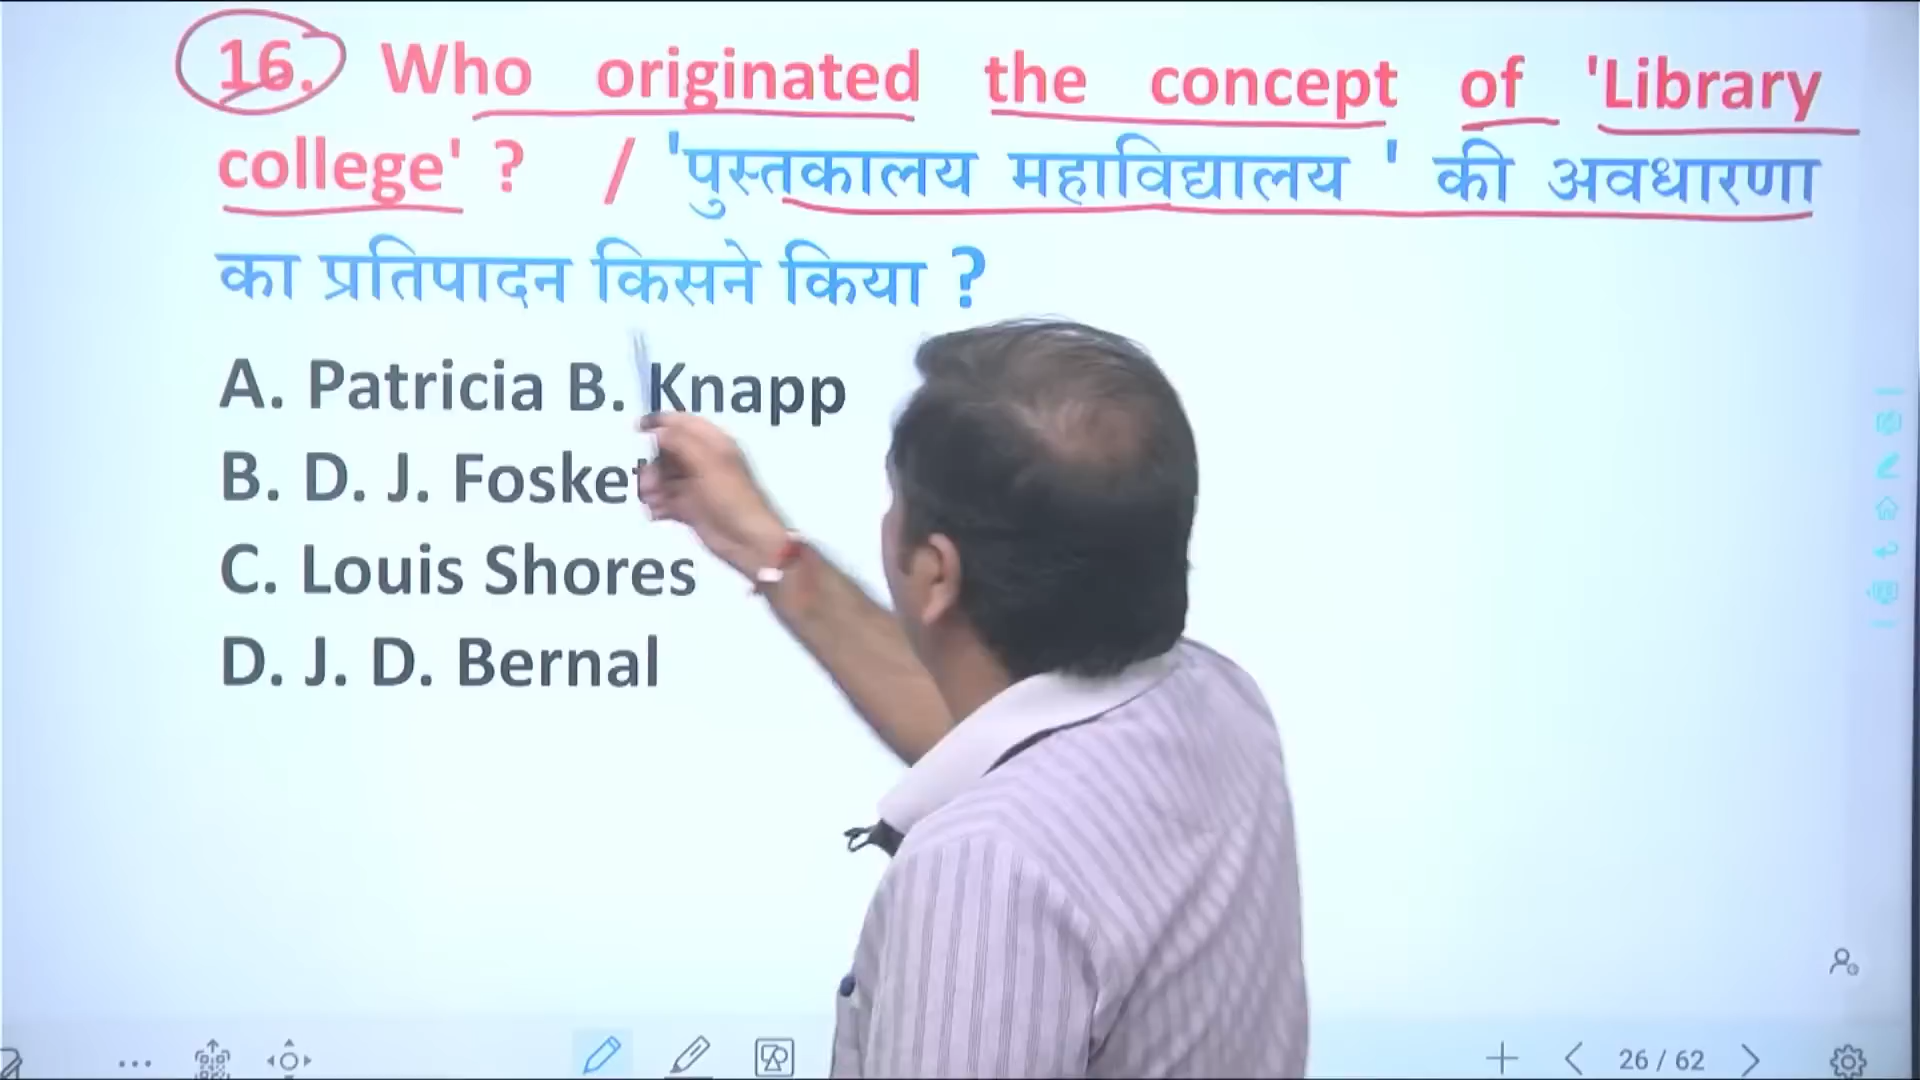 16. Who originated the concept of 'Library
college' ? / 'पुस्तकालय महाविद्यालय ' की अवधारणा
का प्रतिपादन किसने किया ?
A. Patricia B. Knapp
B. D. J.
C. Louis Shores
D. J. D. Bernal
26 / 62